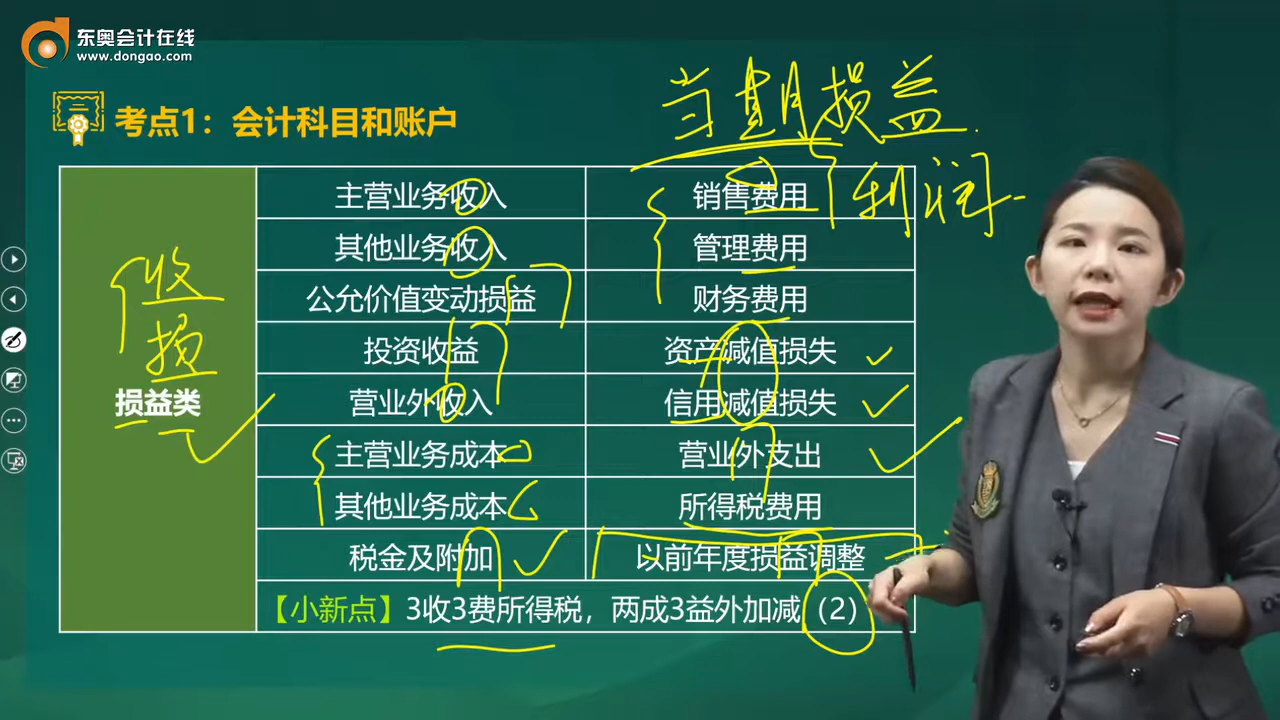 东奥会计在线
www.dongao.com
考点1：会计科目和账户
当期损益
利润
收
损
损益类
主营业务收入 销售费用
其他业务收入 管理费用
公允价值变动损益 财务费用
投资收益 资产减值损失
营业外收入 信用减值损失
主营业务成本 营业外支出
其他业务成本 所得税费用
税金及附加 以前年度损益调整
【小新点】3收3费所得税，两成3益外加减（2）